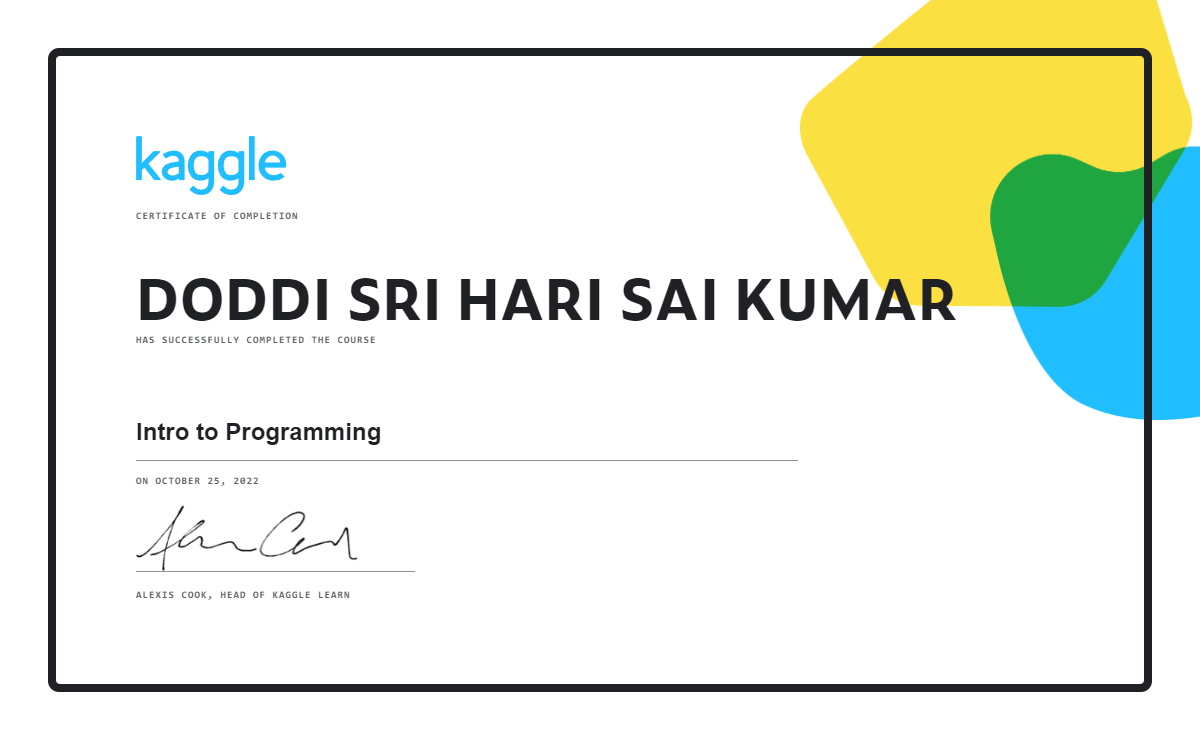 kaggle
CERTIFICATE OF COMPLETION
DODDI SRI HARI SAI KUMAR
HAS SUCCESSFULLY COMPLETED THE COURSE
Intro to Programming
ON OCTOBER 25, 2022
ALEXIS COOK, HEAD OF KAGGLE LEARN